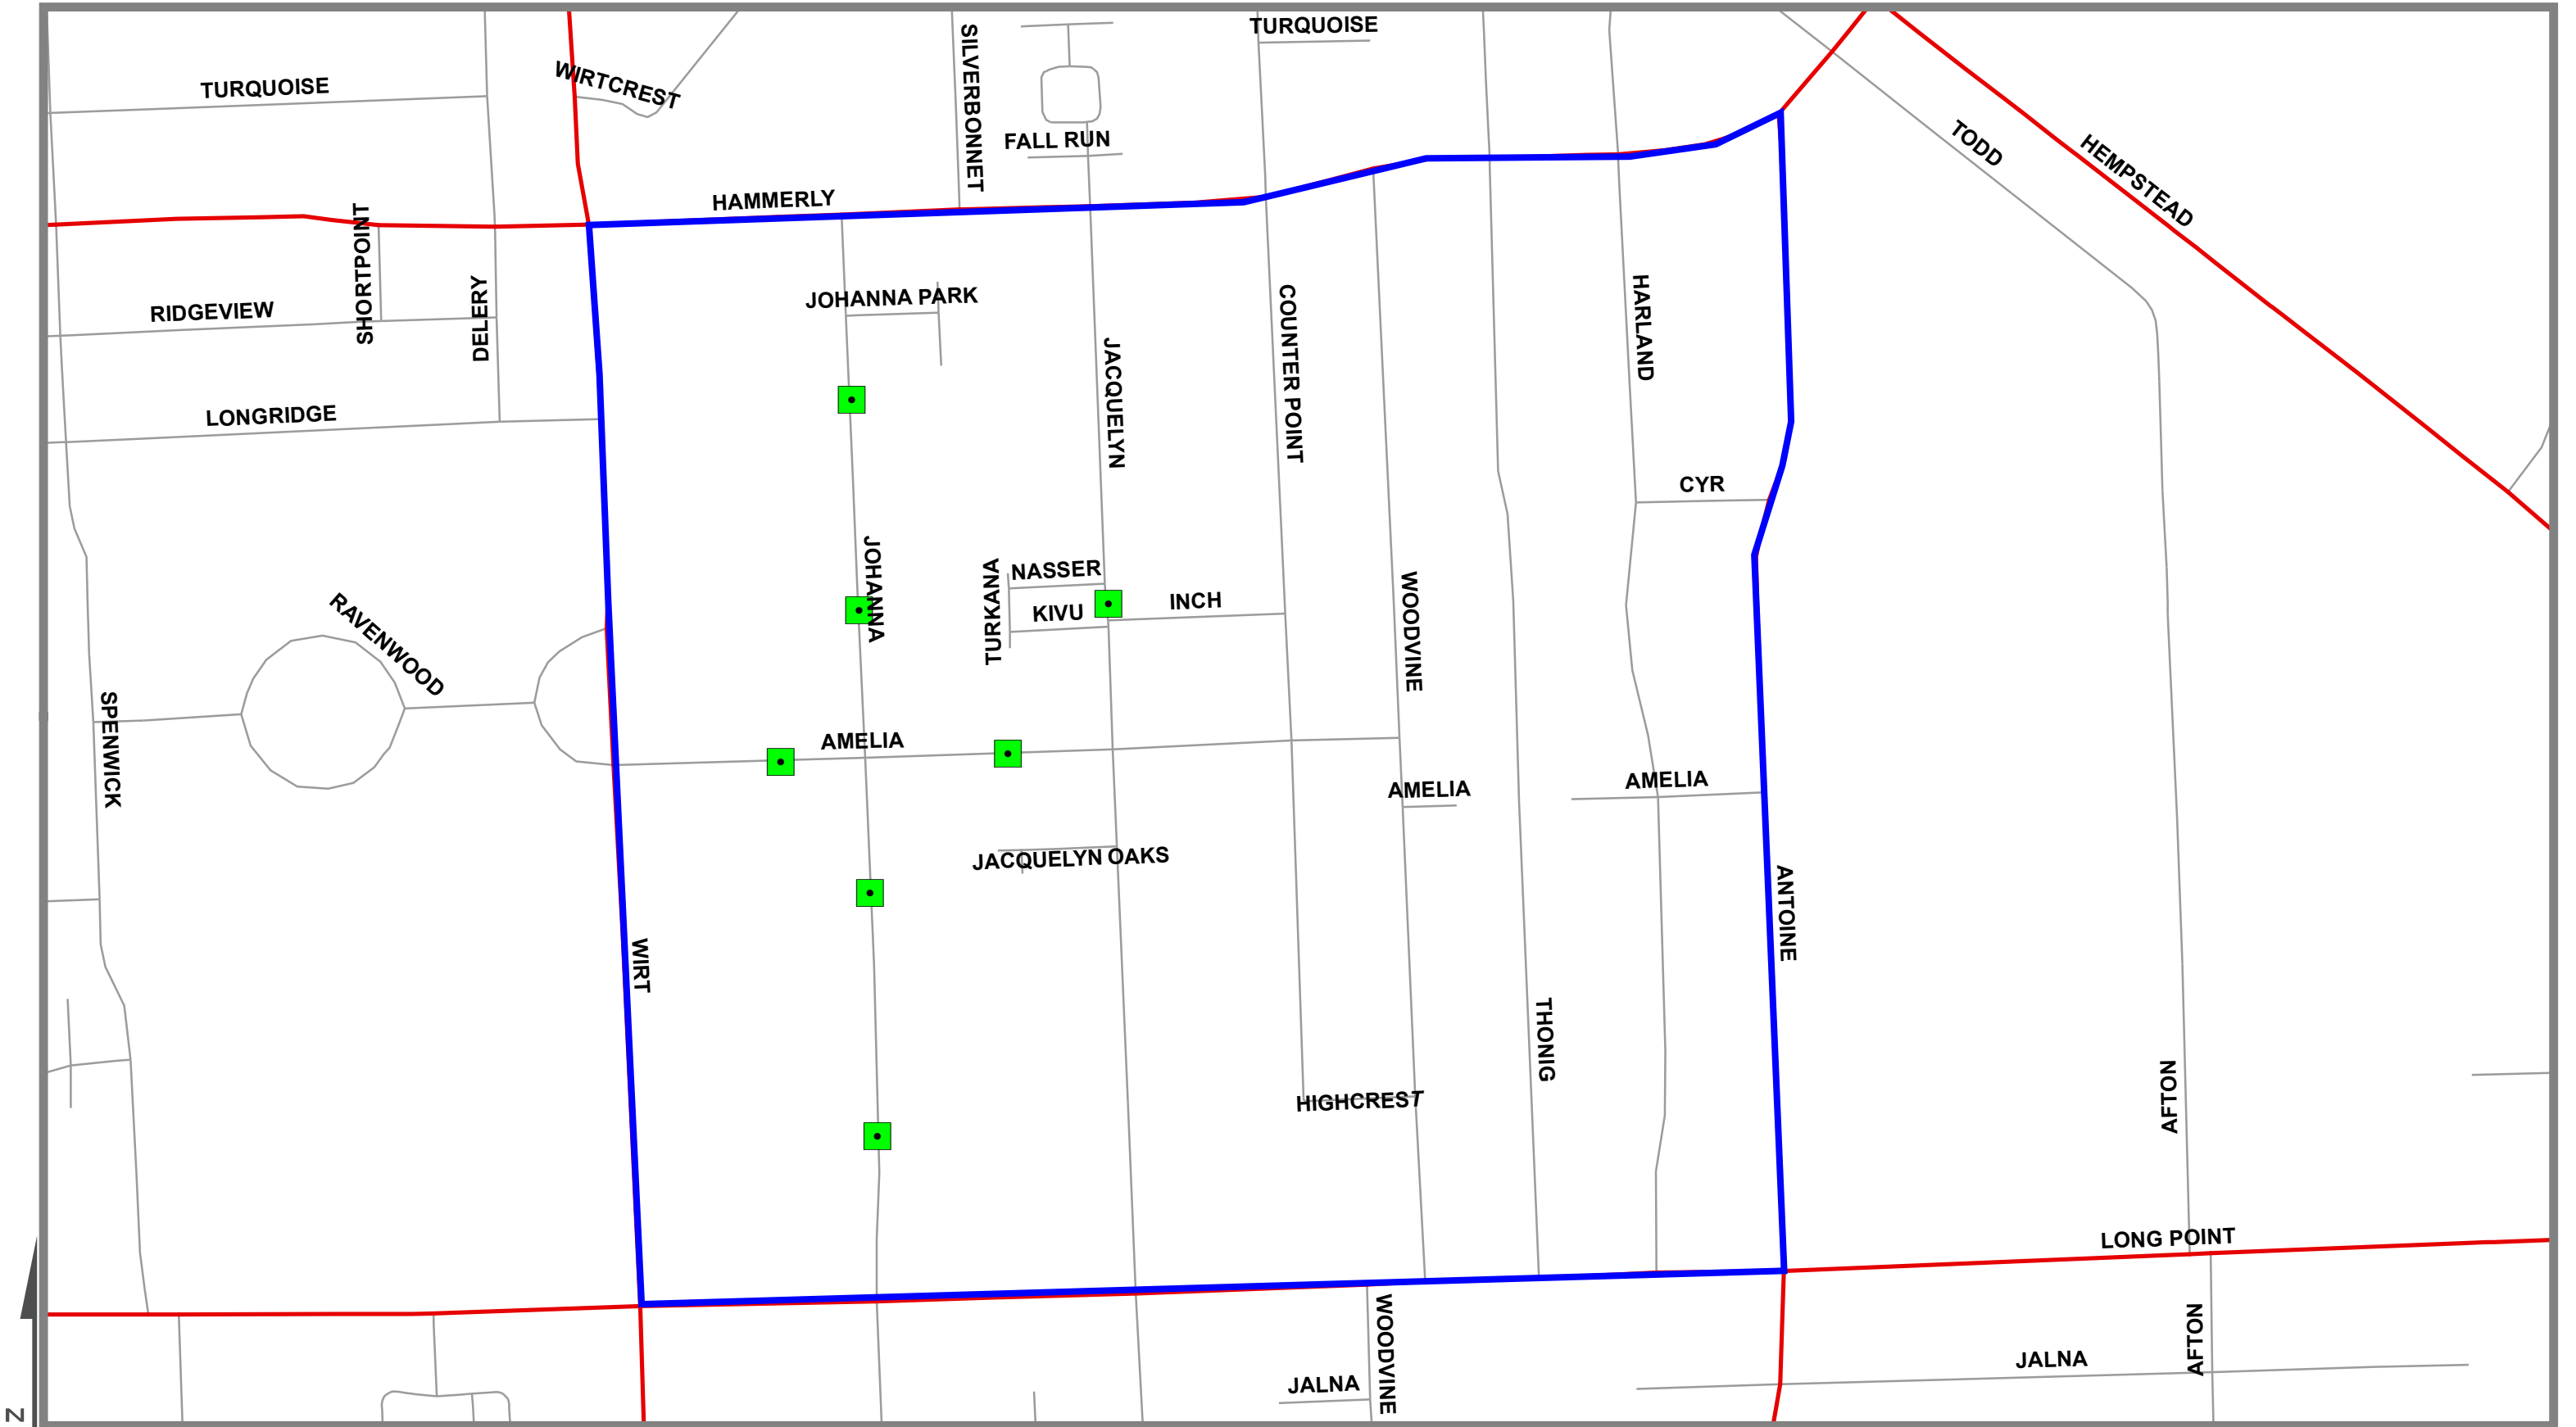 TURQUOISE
SILVERBONNET
TURQUOISE
WIRTCREST
FALL RUN
TODD
HEMPSTEAD
HAMMERLY
SHORTPOINT
RIDGEVIEW
DELERY
JOHANNA PARK
COUNTER POINT
HARLAND
JACQUELYN
LONGRIDGE
CYR
JOHANNA
TURKANA
NASSER
KIVU
INCH
WOODVINE
RAVENWOOD
SPENWICK
AMELIA
AMELIA
AMELIA
JACQUELYN OAKS
ANTOINE
WIRT
THONIG
HIGHCREST
AFTON
LONG POINT
WOODVINE
AFTON
JALNA
JALNA
N